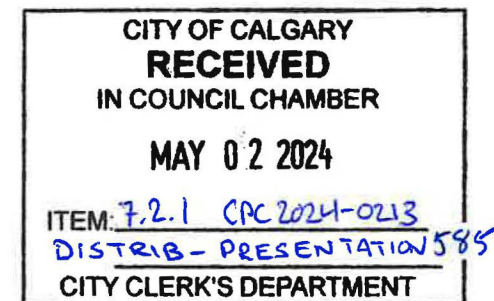 CITY OF CALGARY
RECEIVED
IN COUNCIL CHAMBER
MAY 02 2024
ITEM: 7.2.1 CPC2024-0213
DISTRIB - PRESENTATION 585
CITY CLERK'S DEPARTMENT